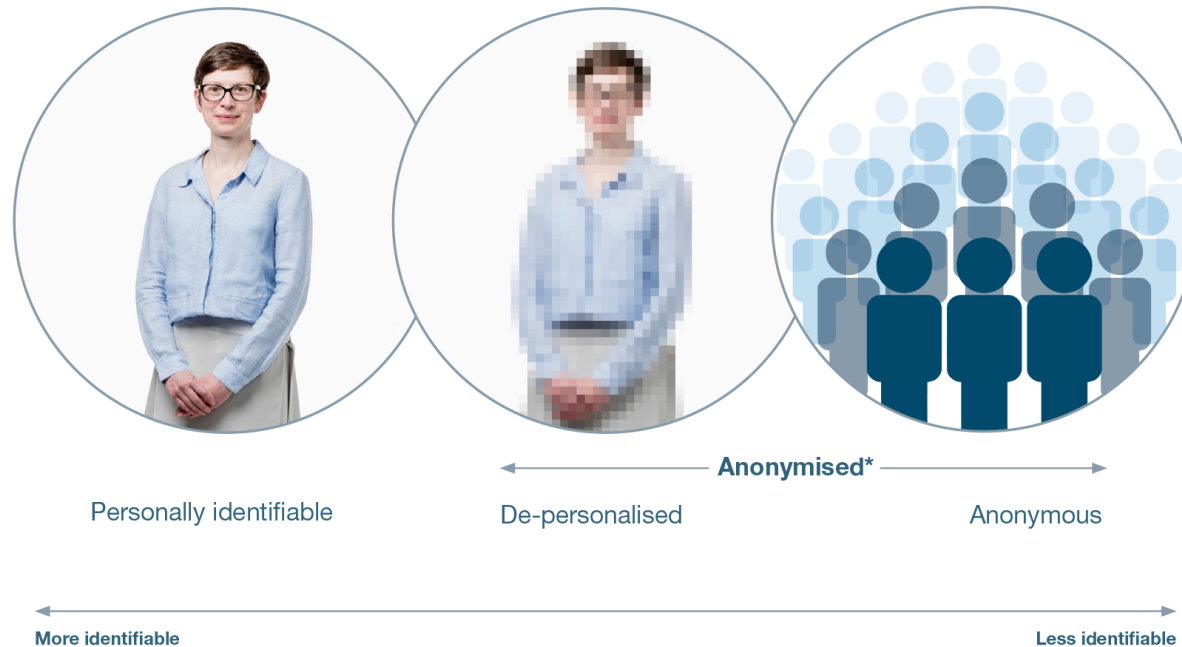 Anonymised*
Personally identifiable
De-personalised
Anonymous
More identifiable
Less identifiable